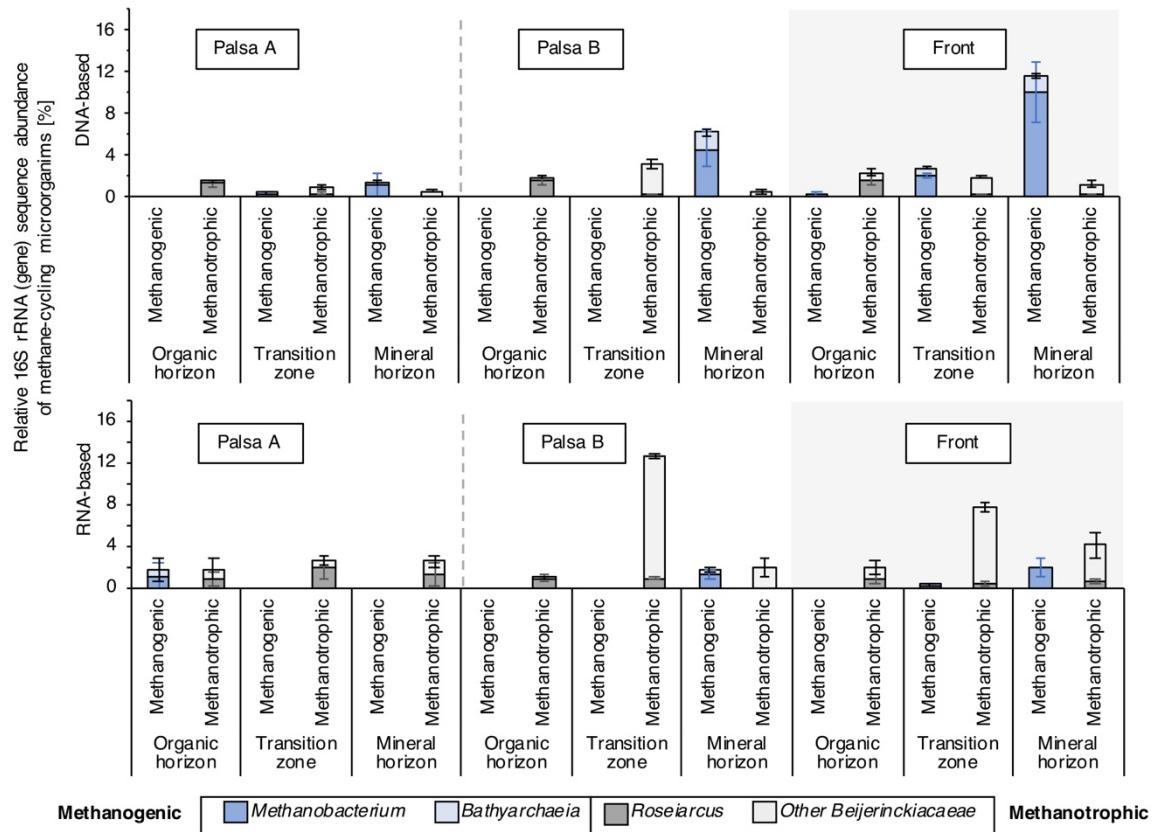 Relative 16S rRNA (gene) sequence abundance
of methane-cycling microorganims [%]
DNA-based
16
12
8
4
0
Palsa A
Palsa B
Front
Methanogenic
Methanotrophic
Methanogenic
Methanotrophic
Methanogenic
Methanotrophic
Methanogenic
Methanotrophic
Methanogenic
Methanotrophic
Methanogenic
Methanotrophic
Methanogenic
Methanotrophic
Methanogenic
Methanotrophic
Methanogenic
Methanotrophic
Organic horizon
Transition zone
Mineral horizon
Organic horizon
Transition zone
Mineral horizon
Organic horizon
Transition zone
Mineral horizon
RNA-based
16
12
8
4
0
Palsa A
Palsa B
Front
Methanogenic
Methanotrophic
Methanogenic
Methanotrophic
Methanogenic
Methanotrophic
Methanogenic
Methanotrophic
Methanogenic
Methanotrophic
Methanogenic
Methanotrophic
Methanogenic
Methanotrophic
Methanogenic
Methanotrophic
Methanogenic
Methanotrophic
Organic horizon
Transition zone
Mineral horizon
Organic horizon
Transition zone
Mineral horizon
Organic horizon
Transition zone
Mineral horizon
Methanogenic Methanobacterium Bathyarchaeia Roseiarcus Other Beijerinckiacaeae Methanotrophic